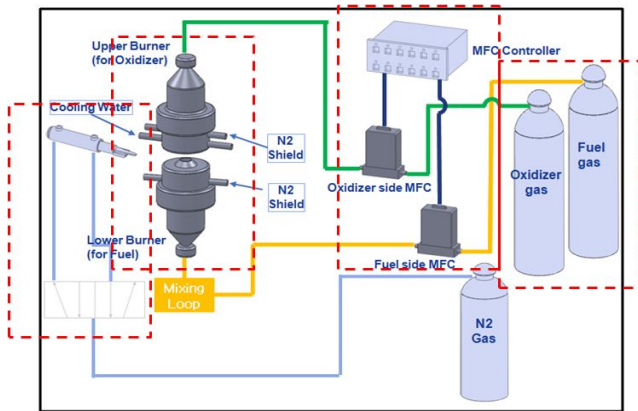 Upper Burner
(for Oxidizer)
MFC Controller
Cooling Water
N2
Shield
Fuel
gas
Oxidizer
gas
N2
Shield
Oxidizer side MFC
Lower Burner
(for Fuel)
Fuel side MFC
Mixing
Loop
N2
Gas